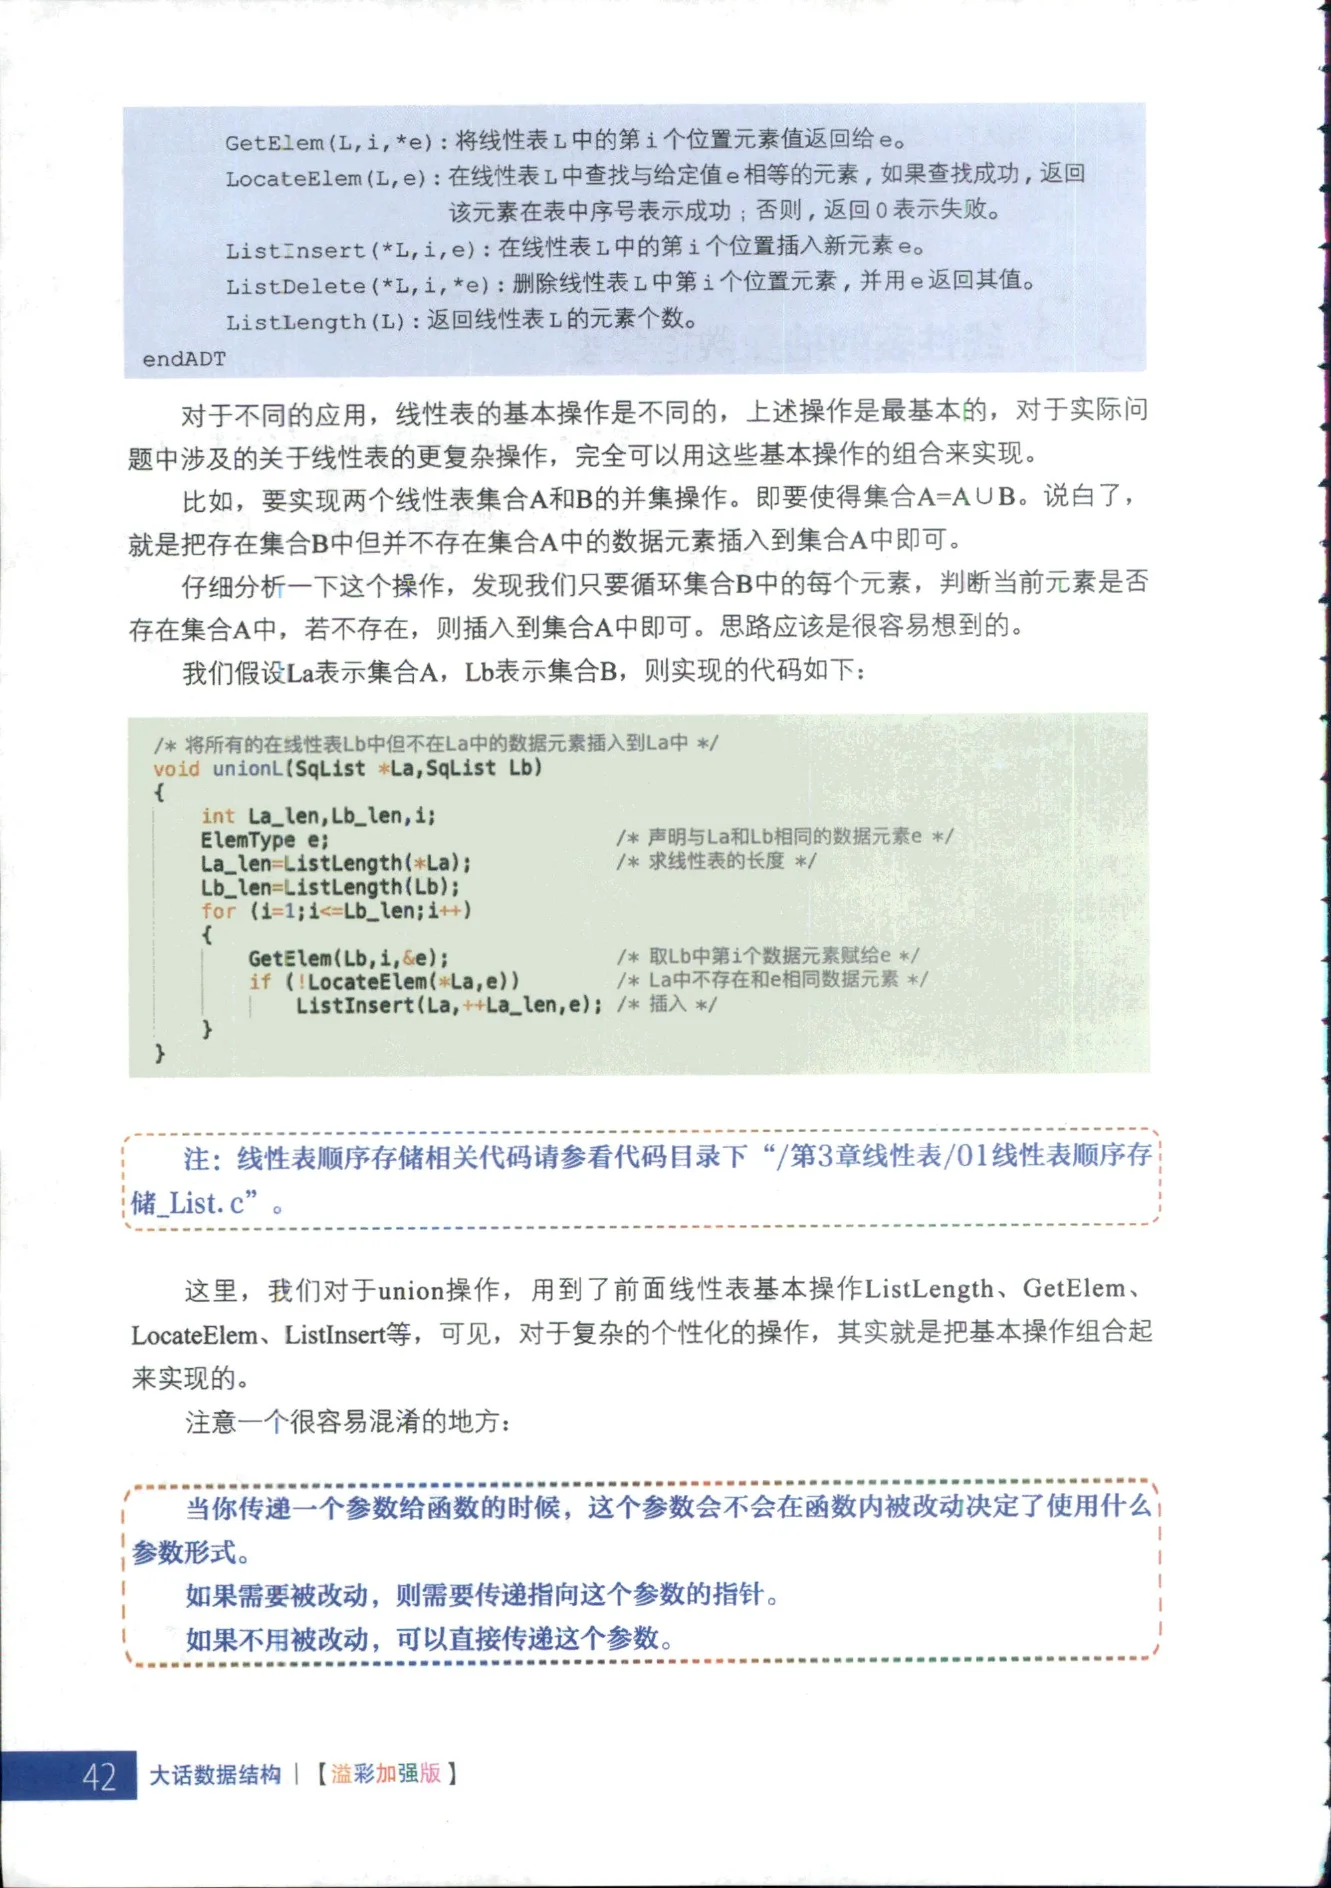 GetElem(L,i,*e):将线性表L中的第i个位置元素值返回给e。
LocateElem(L,e):在线性表L中查找与给定值e相等的元素,如果查找成功,返回
该元素在表中序号表示成功;否则,返回0表示失败。
ListInsert(*L,i,e):在线性表L中的第i个位置插入新元素e。
ListDelete(*L,i,*e):删除线性表L中第i个位置元素,并用e返回其值。
ListLength(L):返回线性表L的元素个数。
endADT
对于不同的应用，线性表的基本操作是不同的，上述操作是最基本的，对于实际问
题中涉及的关于线性表的更复杂操作，完全可以用这些基本操作的组合来实现。
比如，要实现两个线性表集合A和B的并集操作。即要使得集合A=A∪B。说白了，
就是把存在集合B中但并不存在集合A中的数据元素插入到集合A中即可。
仔细分析一下这个操作，发现我们只要循环集合B中的每个元素，判断当前元素是否
存在集合A中，若不存在，则插入到集合A中即可。思路应该是很容易想到的。
我们假设La表示集合A，Lb表示集合B，则实现的代码如下：
/* 将所有的在线性表Lb中但不在La中的数据元素插入到La中 */
void unionL(SqList *La,SqList Lb)
{
int La_len,Lb_len,i;
ElemType e; /* 声明与La和Lb相同的数据元素e */
La_len=ListLength(*La); /* 求线性表的长度 */
Lb_len=ListLength(Lb);
for (i=1;i<=Lb_len;i++)
{
GetElem(Lb,i,&e); /* 取Lb中第i个数据元素赋给e */
if (!LocateElem(*La,e)) /* La中不存在和e相同数据元素 */
ListInsert(La,++La_len,e); /* 插入 */
}
}
注：线性表顺序存储相关代码请参看代码目录下“/第3章线性表/01线性表顺序存
储_List.c”。
这里，我们对于union操作，用到了前面线性表基本操作ListLength、GetElem、
LocateElem、ListInsert等，可见，对于复杂的个性化的操作，其实就是把基本操作组合起
来实现的。
注意一个很容易混淆的地方：
当你传递一个参数给函数的时候，这个参数会不会在函数内被改动决定了使用什么
参数形式。
如果需要被改动，则需要传递指向这个参数的指针。
如果不用被改动，可以直接传递这个参数。
42 大话数据结构 | 【溢彩加强版】